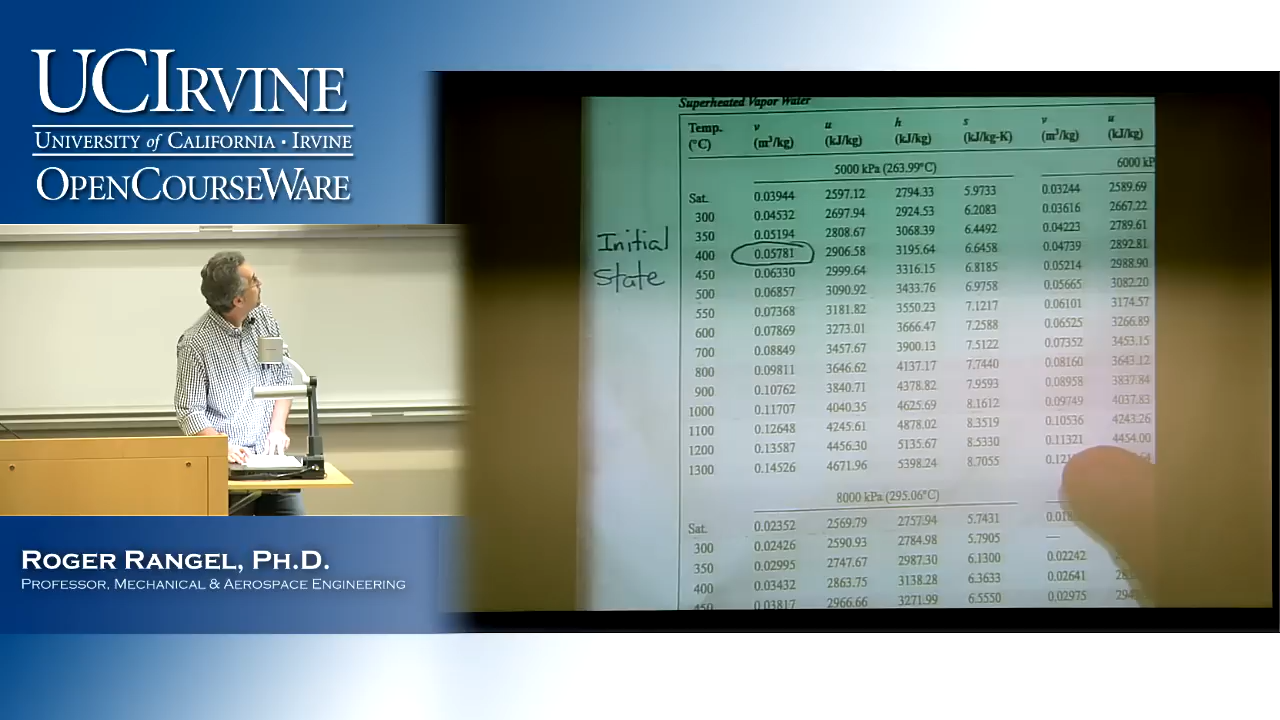 UCIRVINE
UNIVERSITY of CALIFORNIA · IRVINE
OPENCOURSEWARE
ROGER RANGEL, PH.D.
PROFESSOR, MECHANICAL & AEROSPACE ENGINEERING
Initial
State
Superheated Vapor Water
Temp. v u h s v u
(°C) (m³/kg) (kJ/kg) (kJ/kg) (kJ/kg-K) (m³/kg) (kJ/kg)
5000 kPa (263.99°C) 6000 kP
Sat. 0.03944 2597.12 2794.33 5.9733 0.03244 2589.69
300 0.04532 2697.94 2924.53 6.2083 0.03616 2667.22
350 0.05194 2808.67 3068.39 6.4492 0.04223 2789.61
400 0.05781 2906.58 3195.64 6.6458 0.04739 2892.81
450 0.06330 2999.64 3316.15 6.8185 0.05214 2988.90
500 0.06857 3090.92 3433.76 6.9758 0.05665 3082.20
550 0.07368 3181.82 3550.23 7.1217 0.06101 3174.57
600 0.07869 3273.01 3666.47 7.2588 0.06525 3266.89
700 0.08849 3457.67 3900.13 7.5122 0.07352 3453.15
800 0.09811 3646.62 4137.17 7.7440 0.08160 3643.12
900 0.10762 3840.71 4378.82 7.9593 0.08958 3837.84
1000 0.11707 4040.35 4625.69 8.1612 0.09749 4037.83
1100 0.12648 4245.61 4878.02 8.3519 0.10536 4243.26
1200 0.13587 4456.30 5135.67 8.5330 0.11321 4454.00
1300 0.14526 4671.96 5398.24 8.7055
8000 kPa (295.06°C)
Sat. 0.02352 2569.79 2757.94 5.7431
300 0.02426 2590.93 2784.98 5.7905 —
350 0.02995 2747.67 2987.30 6.1300 0.02242
400 0.03432 2863.75 3138.28 6.3633 0.02641
450 0.03817 2966.66 3271.99 6.5550 0.02975